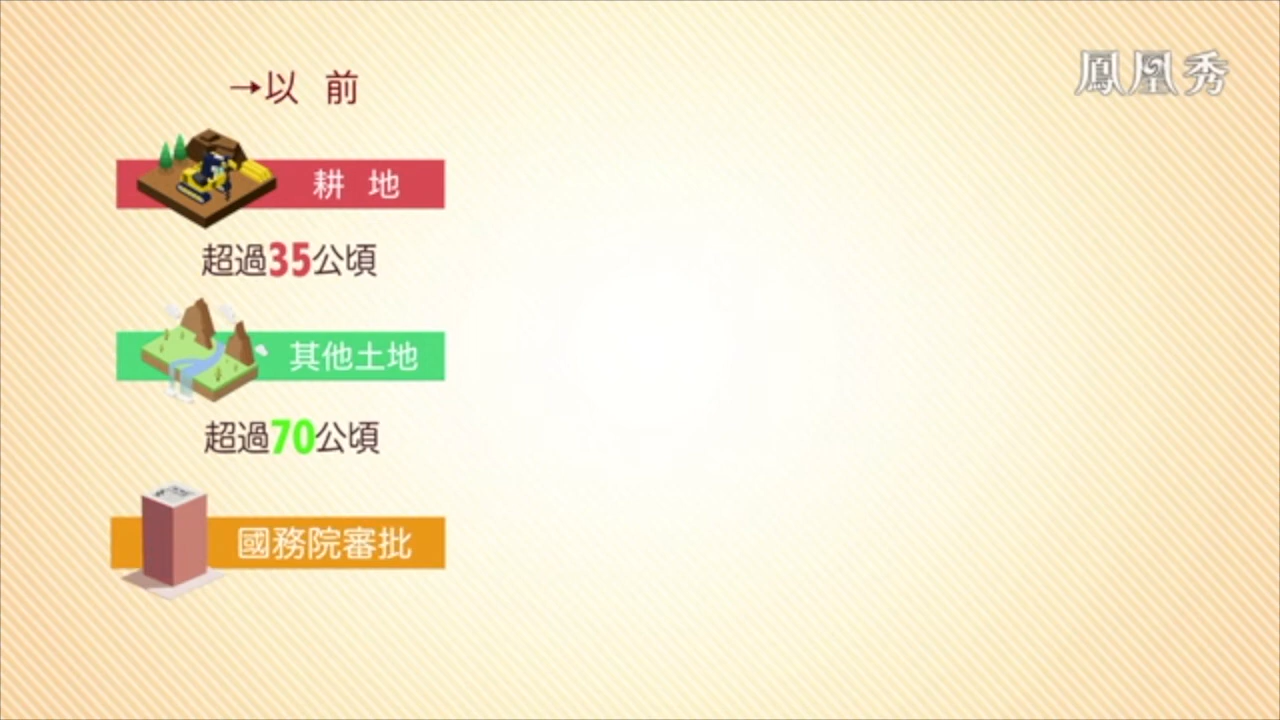 →以 前
鳳凰秀
耕 地
超過35公頃
其他土地
超過70公頃
國務院審批